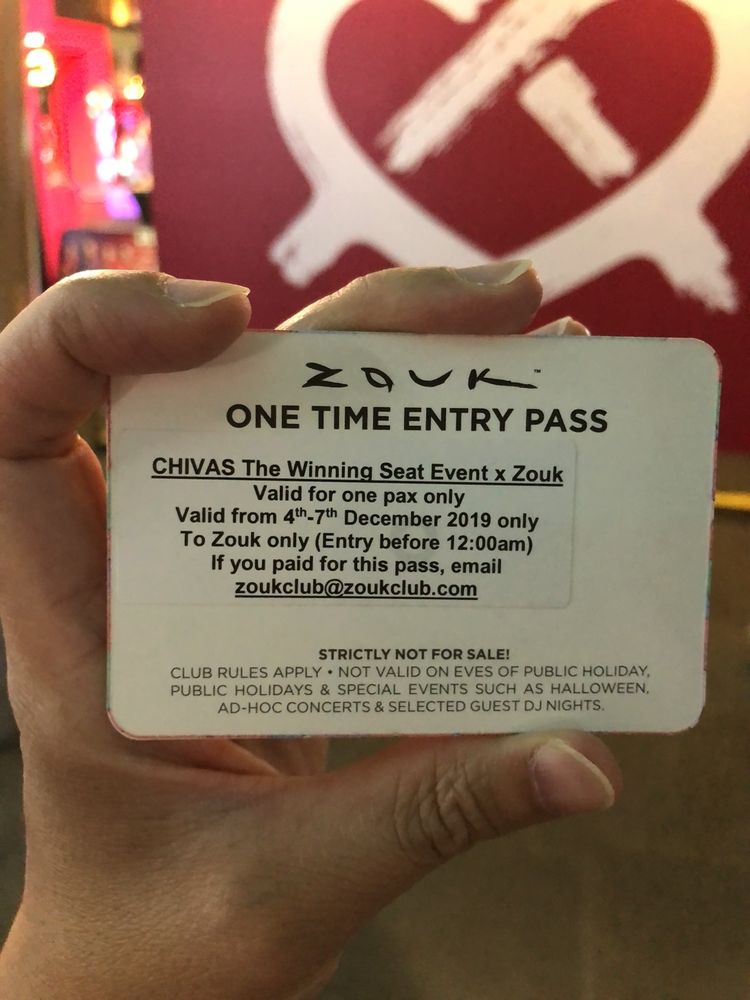 ZOUK™
ONE TIME ENTRY PASS
CHIVAS The Winning Seat Event x Zouk
Valid for one pax only
Valid from 4th-7th December 2019 only
To Zouk only (Entry before 12:00am)
If you paid for this pass, email
zoukclub@zoukclub.com
STRICTLY NOT FOR SALE!
CLUB RULES APPLY • NOT VALID ON EVES OF PUBLIC HOLIDAY,
PUBLIC HOLIDAYS & SPECIAL EVENTS SUCH AS HALLOWEEN,
AD-HOC CONCERTS & SELECTED GUEST DJ NIGHTS.